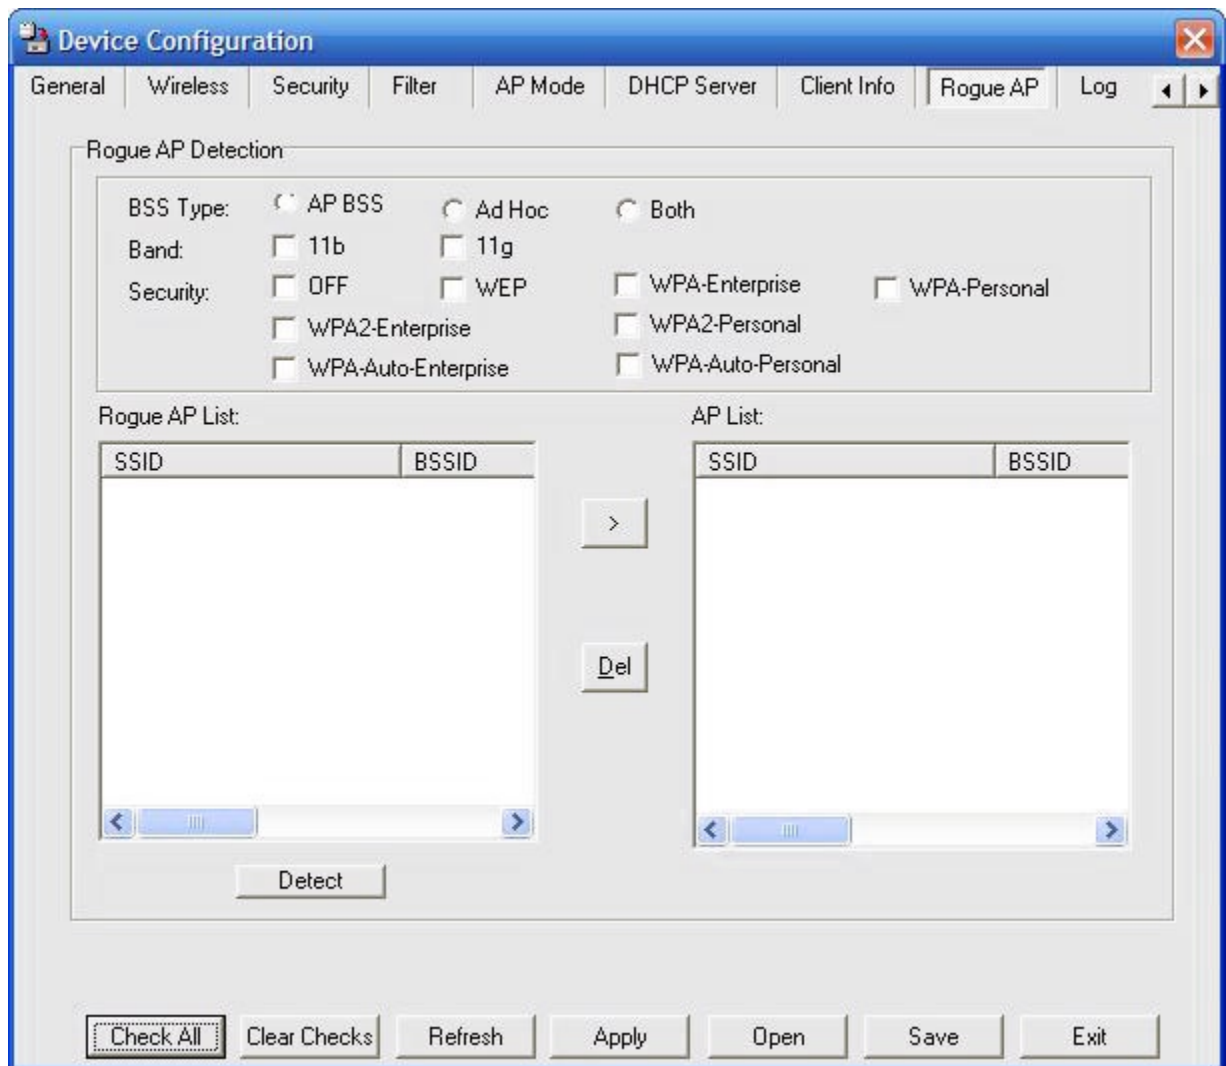 Device Configuration
General Wireless Security Filter AP Mode DHCP Server Client Info Rogue AP Log
Rogue AP Detection
BSS Type: AP BSS Ad Hoc Both
Band: 11b 11g
Security: OFF WEP WPA-Enterprise WPA-Personal
WPA2-Enterprise WPA2-Personal
WPA-Auto-Enterprise WPA-Auto-Personal
Rogue AP List: AP List:
SSID BSSID SSID BSSID
>
Del
Detect
Check All Clear Checks Refresh Apply Open Save Exit